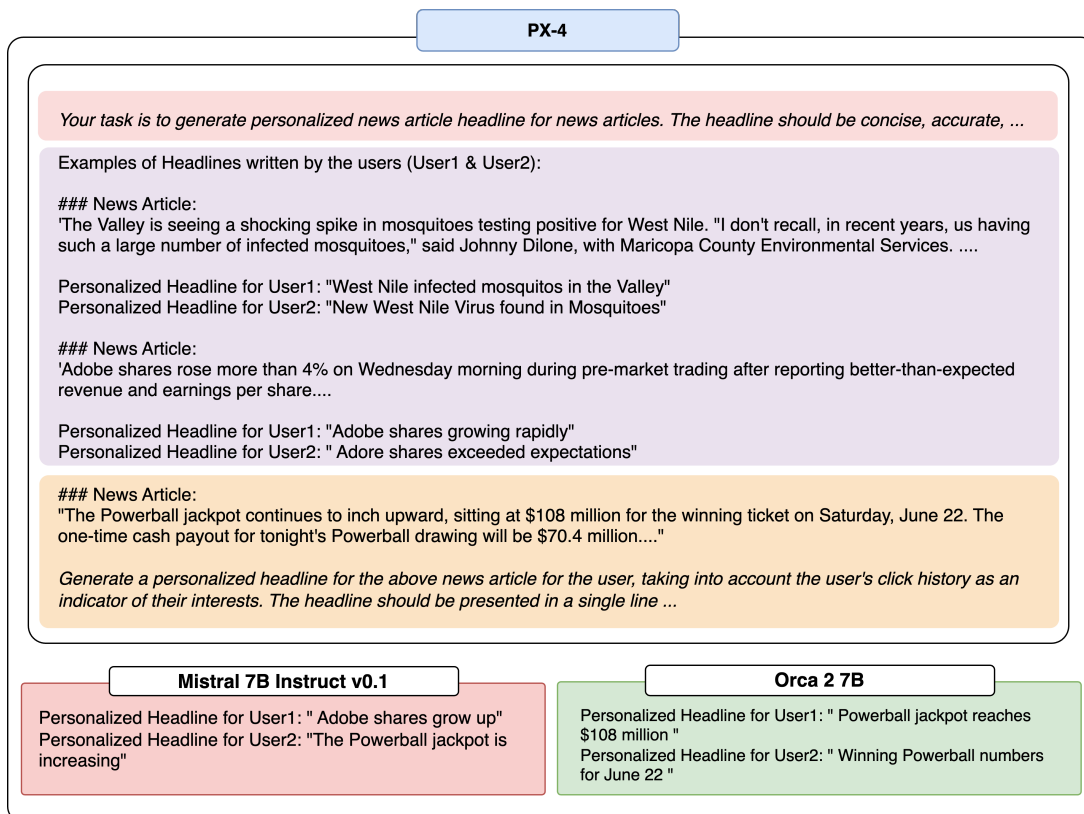 PX-4
Your task is to generate personalized news article headline for news articles. The headline should be concise, accurate, ...
Examples of Headlines written by the users (User1 & User2):
### News Article:
'The Valley is seeing a shocking spike in mosquitoes testing positive for West Nile. "I don't recall, in recent years, us having
such a large number of infected mosquitoes," said Johnny Dilone, with Maricopa County Environmental Services. ....
Personalized Headline for User1: "West Nile infected mosquitos in the Valley"
Personalized Headline for User2: "New West Nile Virus found in Mosquitoes"
### News Article:
'Adobe shares rose more than 4% on Wednesday morning during pre-market trading after reporting better-than-expected
revenue and earnings per share....
Personalized Headline for User1: "Adobe shares growing rapidly"
Personalized Headline for User2: " Adore shares exceeded expectations"
### News Article:
"The Powerball jackpot continues to inch upward, sitting at $108 million for the winning ticket on Saturday, June 22. The
one-time cash payout for tonight's Powerball drawing will be $70.4 million...."
Generate a personalized headline for the above news article for the user, taking into account the user's click history as an
indicator of their interests. The headline should be presented in a single line ...
Mistral 7B Instruct v0.1
Personalized Headline for User1: " Adobe shares grow up"
Personalized Headline for User2: "The Powerball jackpot is
increasing"
Orca 2 7B
Personalized Headline for User1: " Powerball jackpot reaches
$108 million "
Personalized Headline for User2: " Winning Powerball numbers
for June 22 "